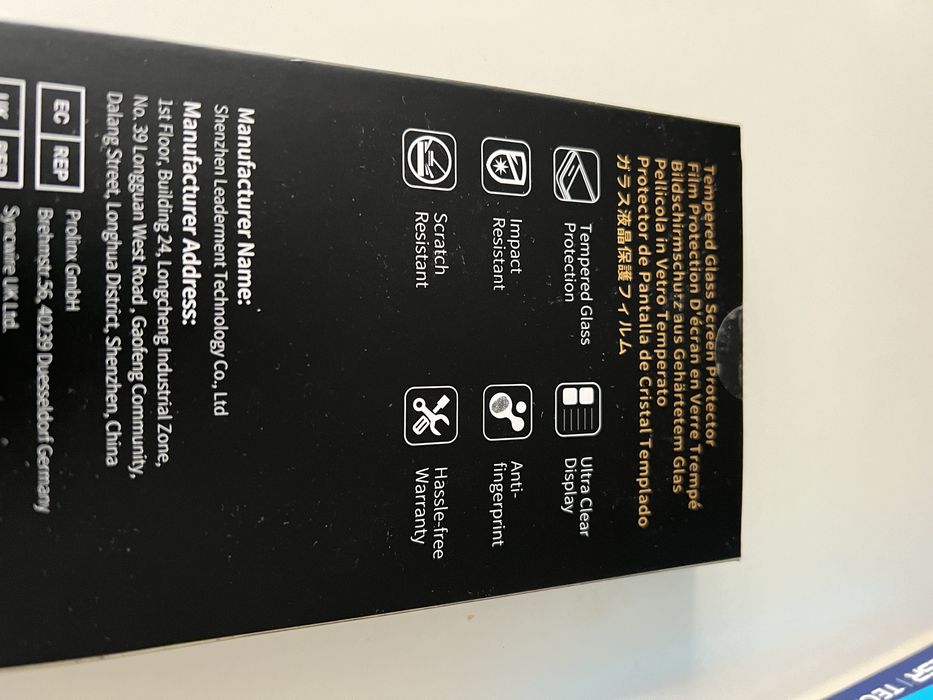 Tempered Glass Screen Protector
Film Protection D'écran en Verre Trempé
Bildschirmschutz aus Gehärtetem Glas
Pellicola in Vetro Temperato
Protector de Pantalla de Cristal Templado
ガラス液晶保護フィルム
Tempered Glass
Protection
Ultra Clear
Display
Impact
Resistant
Anti-
fingerprint
Scratch
Resistant
Hassle-free
Warranty
Manufacturer Name:
Shenzhen Leaderment Technology Co., Ltd
Manufacturer Address:
1st Floor, Building 24, Longcheng Industrial Zone,
No. 39 Longguan West Road, Gaofeng Community,
Dalang Street, Longhua District, Shenzhen, China
EC REP
Prolinx GmbH
Brehmstr.56, 40239 Duesseldorf Germany
UK REP
Syncwire UK Ltd.